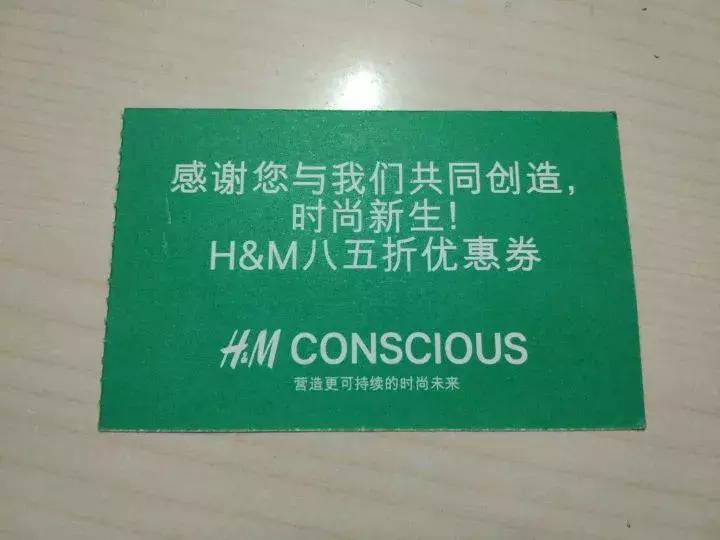 感谢您与我们共同创造，
时尚新生！
H&M八五折优惠券
H&M CONSCIOUS
营造更可持续的时尚未来